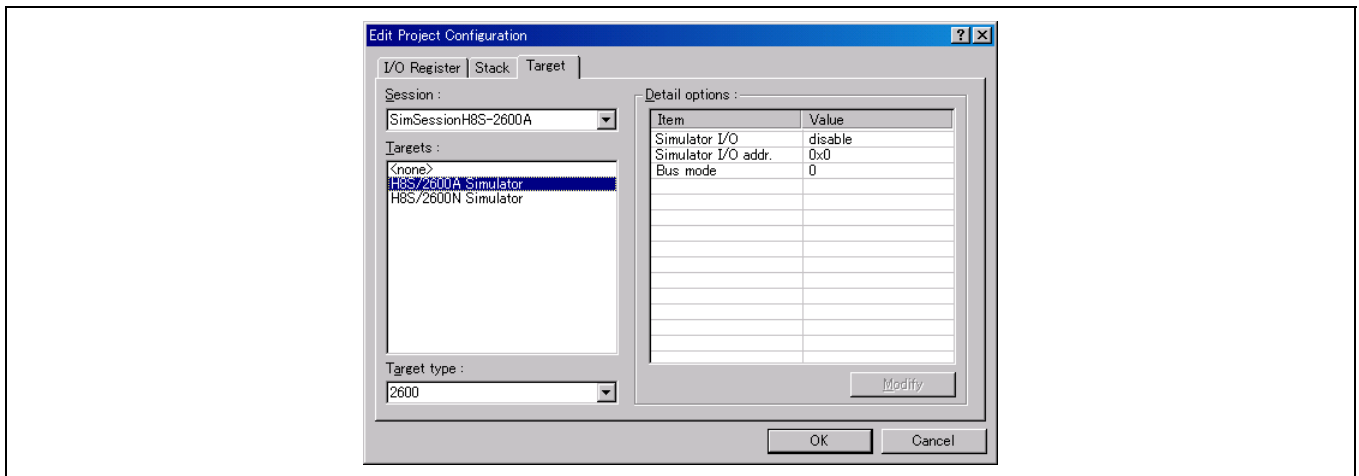 Edit Project Configuration
I/O Register Stack Target
Session :
SimSessionH8S-2600A
Targets :
<none>
H8S/2600A Simulator
H8S/2600N Simulator
Target type :
2600
Detail options :
Item Value
Simulator I/O disable
Simulator I/O addr. 0x0
Bus mode 0
Modify
OK Cancel